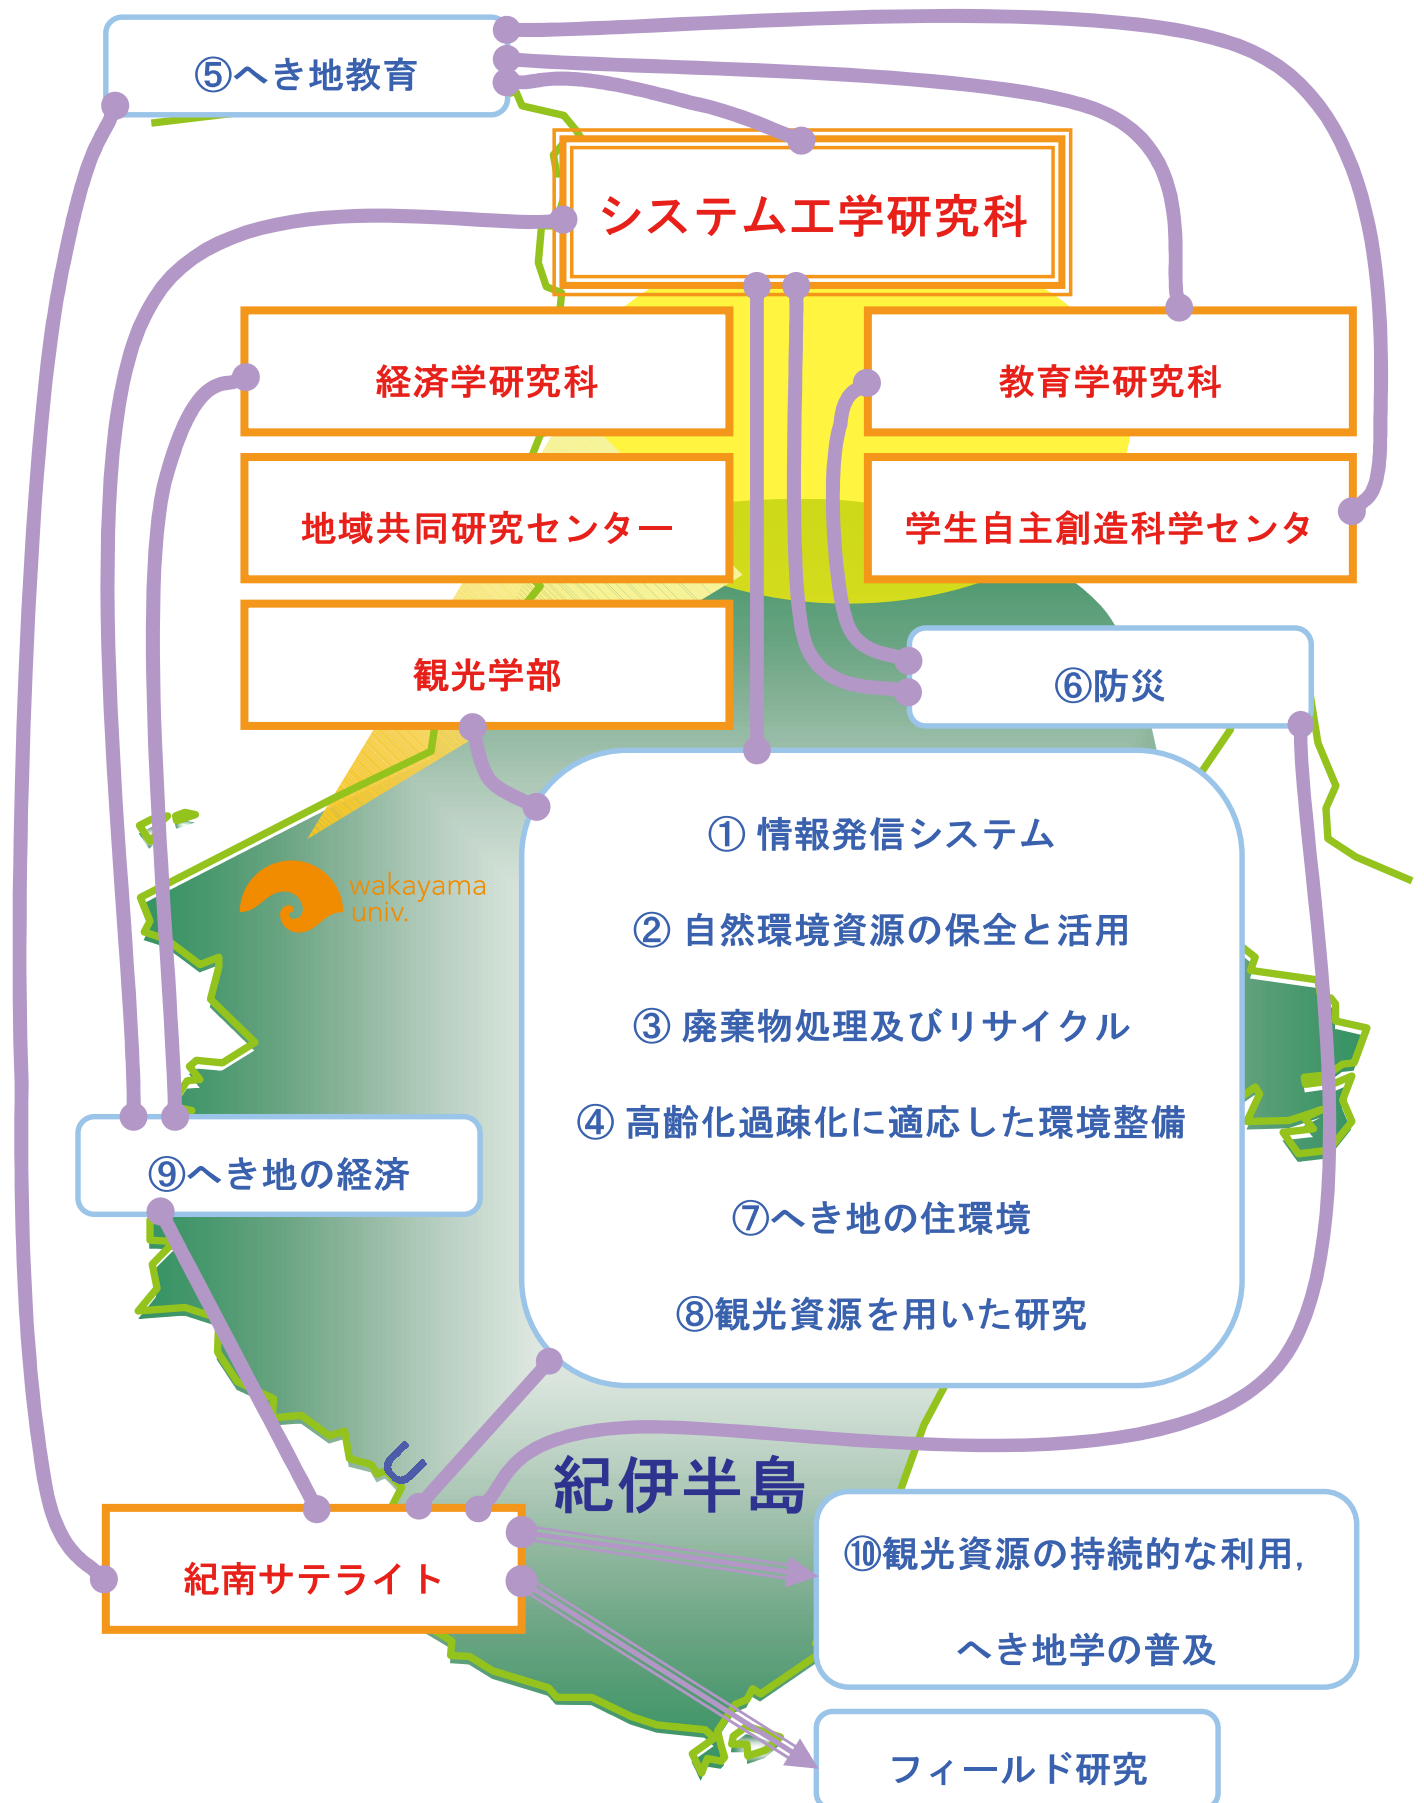 ⑤へき地教育
システム工学研究科
経済学研究科
教育学研究科
地域共同研究センター
学生自主創造科学センタ
観光学部
⑥防災
① 情報発信システム
wakayama
univ.
② 自然環境資源の保全と活用
③ 廃棄物処理及びリサイクル
④ 高齢化過疎化に適応した環境整備
⑨へき地の経済
⑦へき地の住環境
⑧観光資源を用いた研究
紀伊半島
紀南サテライト
⑩観光資源の持続的な利用,
へき地学の普及
フィールド研究